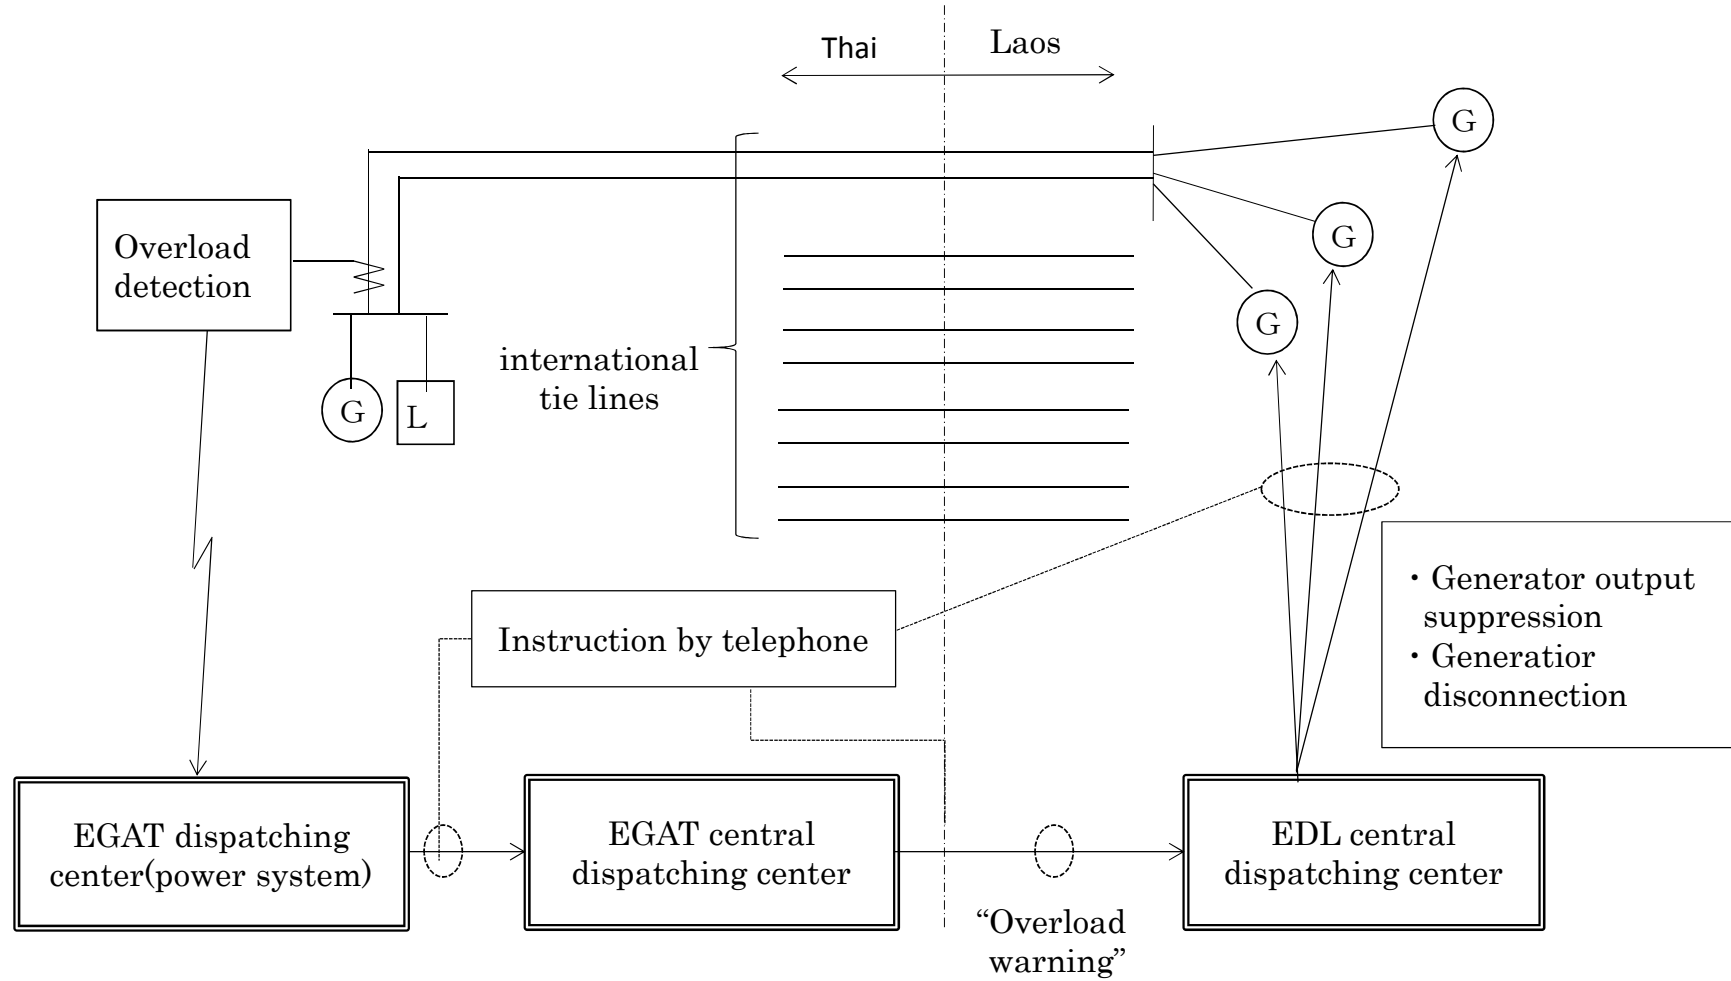 Thai
Laos
G
Overload
detection
G
G
international
tie lines
G
L
・Generator output
suppression
・Generatior
disconnection
Instruction by telephone
EGAT dispatching
center(power system)
EGAT central
dispatching center
EDL central
dispatching center
“Overload
warning”